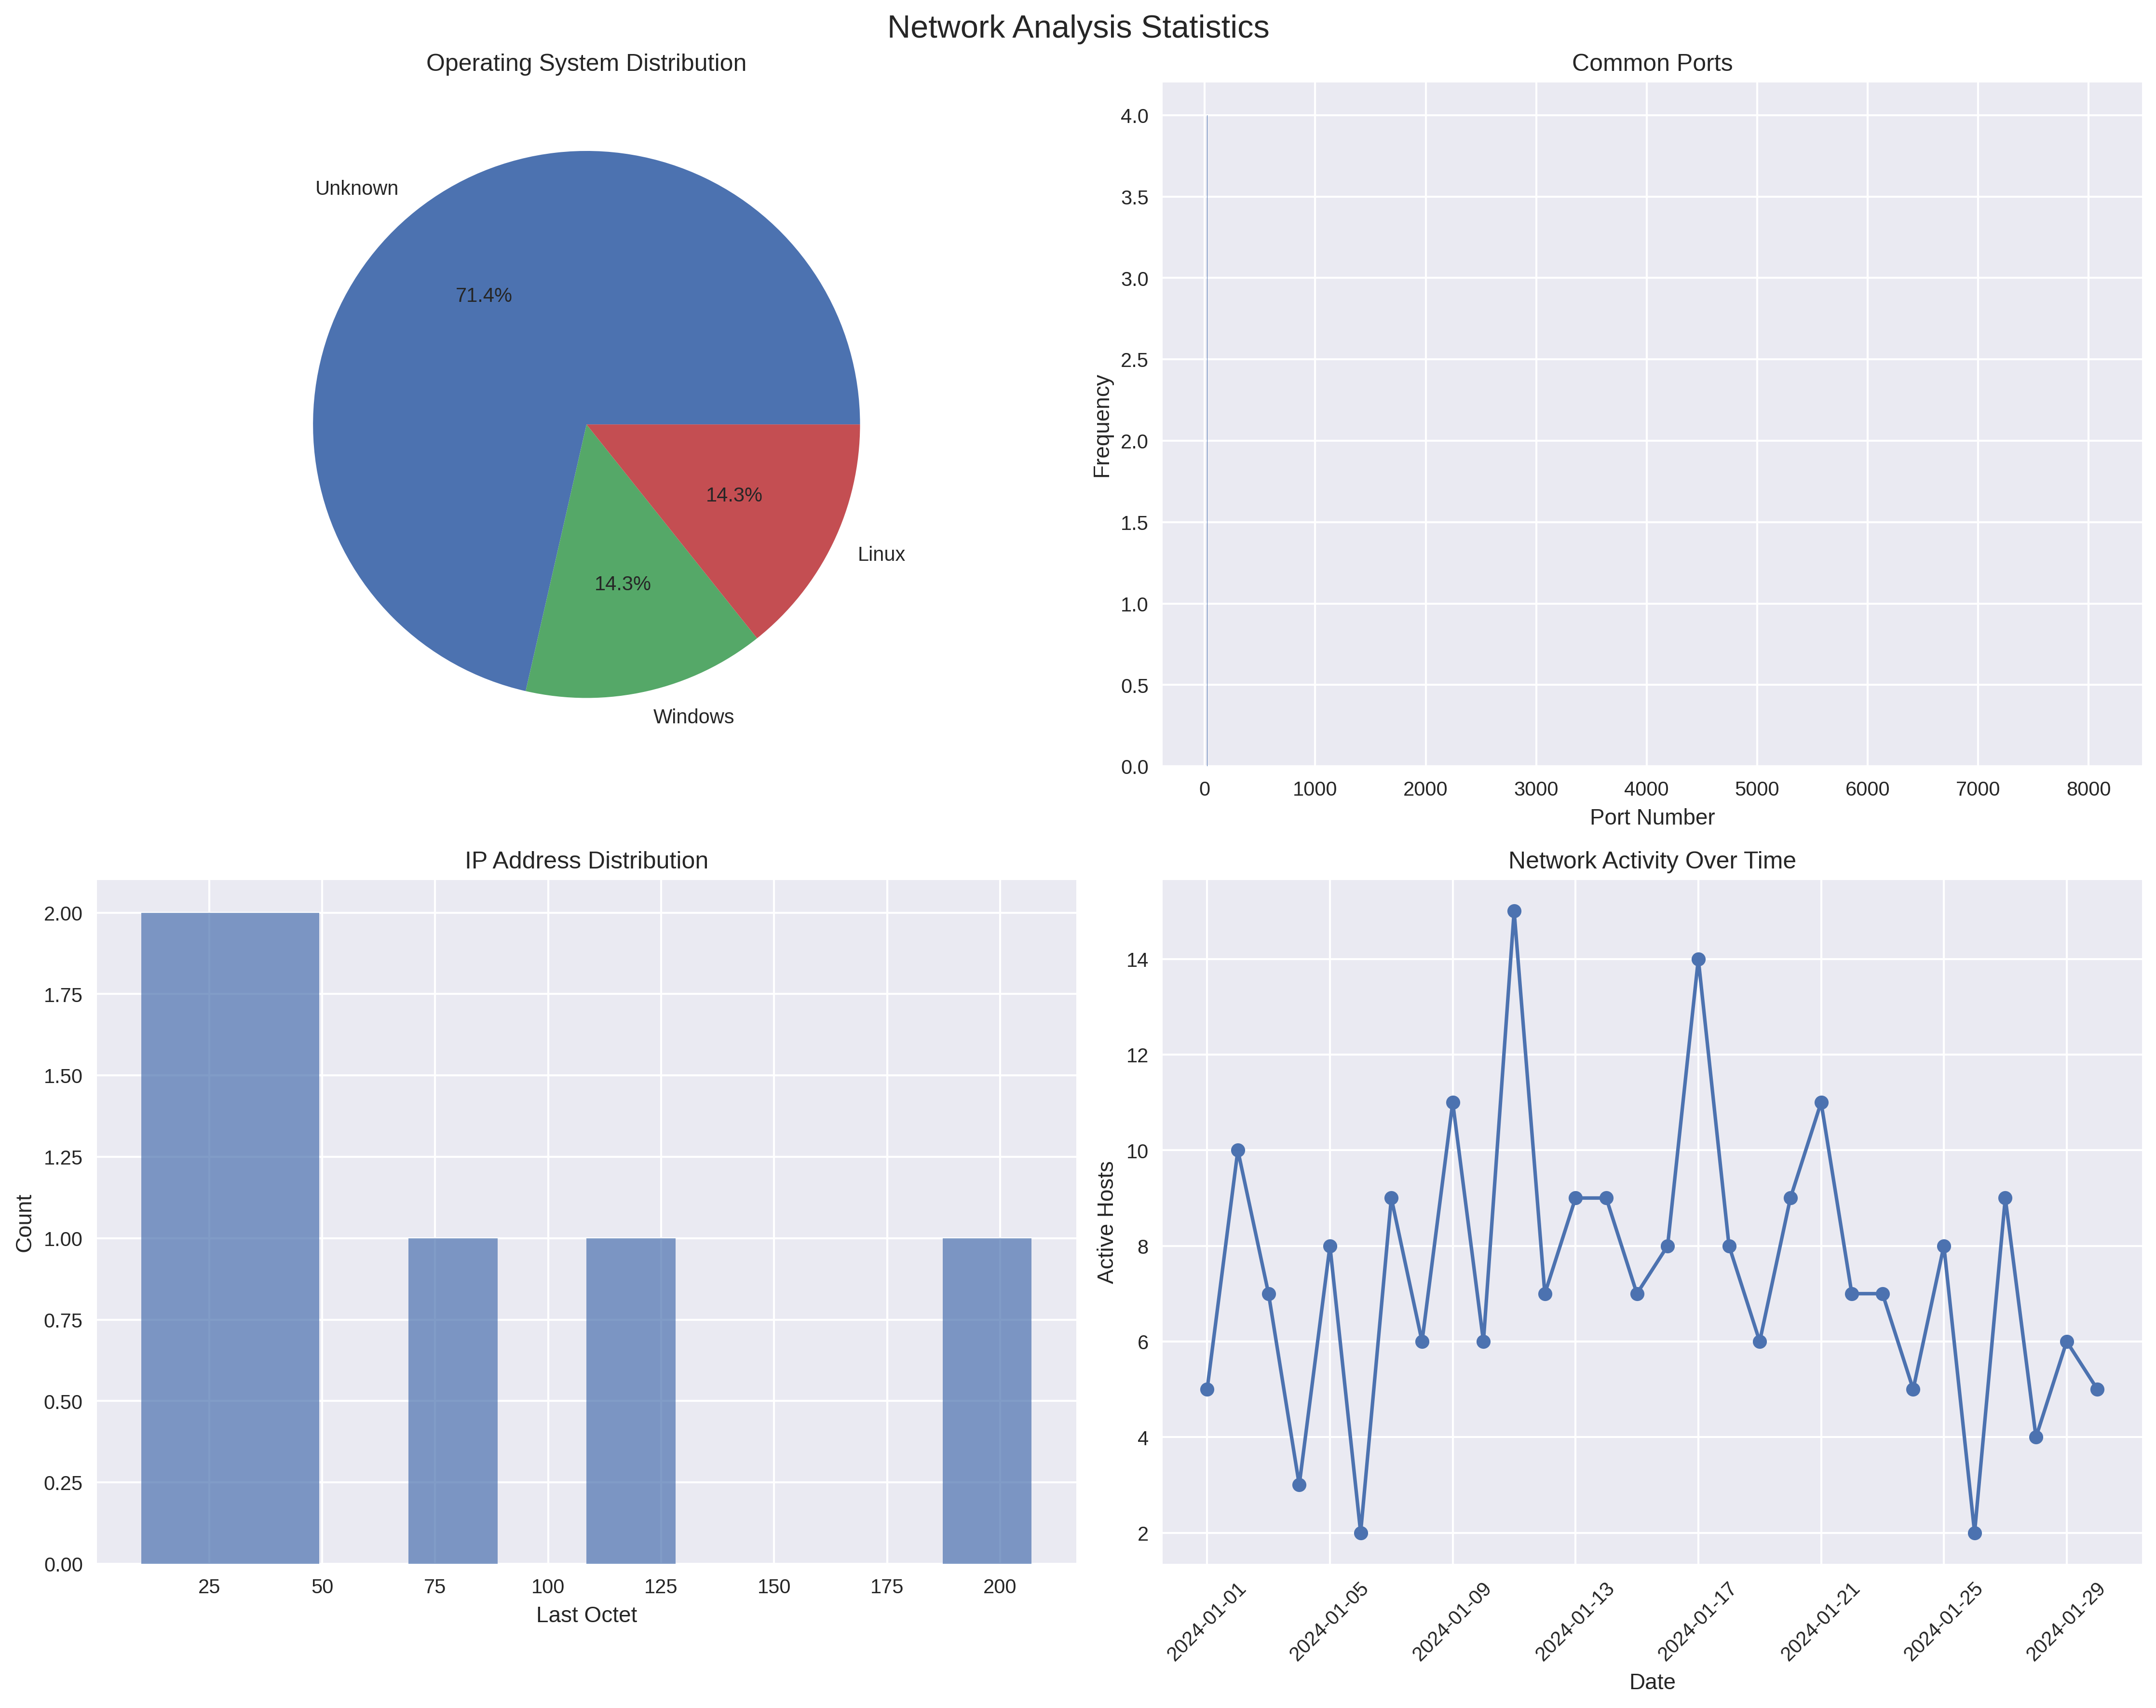 Network Analysis Statistics
Operating System Distribution
Unknown
71.4%
14.3%
Linux
14.3%
Windows
Common Ports
4.0
3.5
3.0
2.5
2.0
1.5
1.0
0.5
0.0
Frequency
0 1000 2000 3000 4000 5000 6000 7000 8000
Port Number
IP Address Distribution
2.00
1.75
1.50
1.25
1.00
0.75
0.50
0.25
0.00
Count
25 50 75 100 125 150 175 200
Last Octet
Network Activity Over Time
14
12
10
8
6
4
2
Active Hosts
2024-01-01 2024-01-05 2024-01-09 2024-01-13 2024-01-17 2024-01-21 2024-01-25 2024-01-29
Date